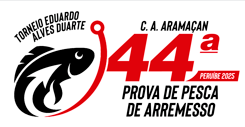 TORNEIO EDUARDO
ALVES DUARTE
C. A. ARAMAÇAN
44ª
PERUÍBE 2025
PROVA DE PESCA
DE ARREMESSO